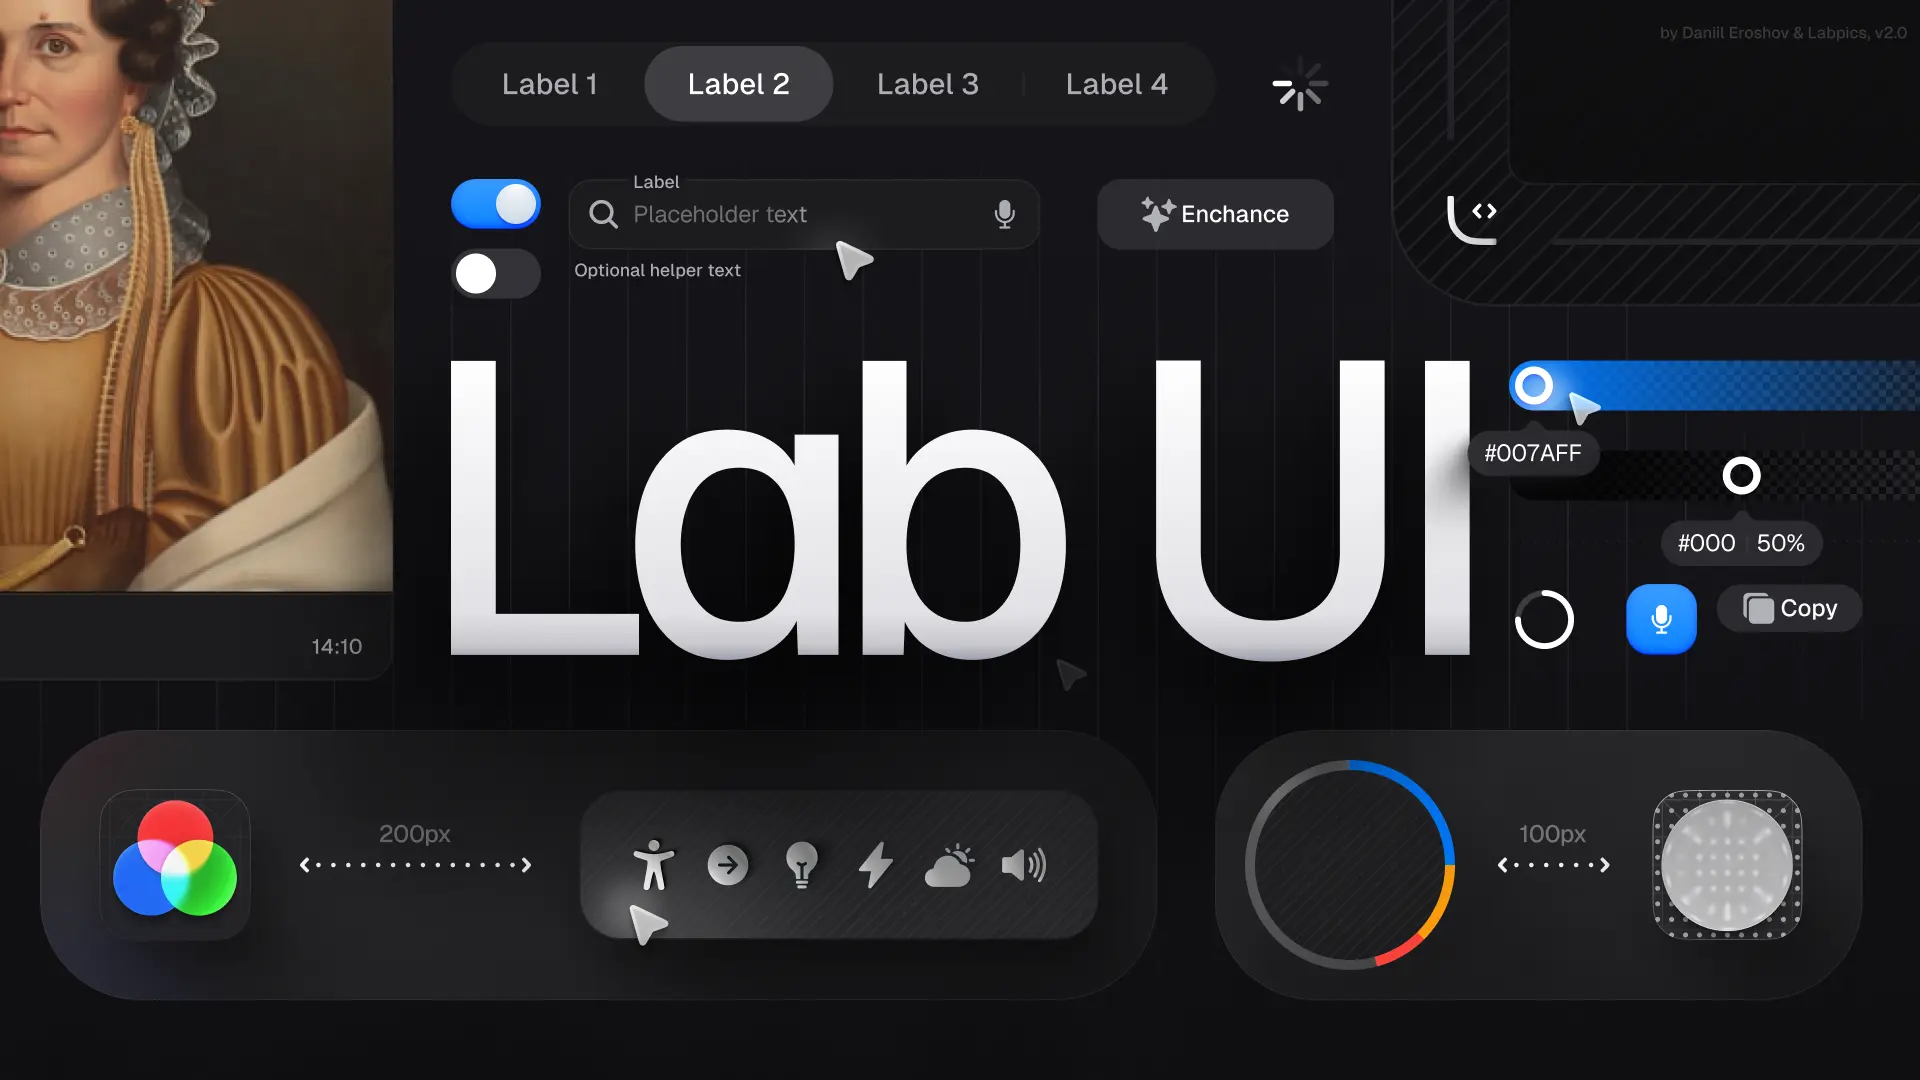 by Daniil Eroshov & Labpics, v2.0
Label 1
Label 2
Label 3
Label 4
Label
Placeholder text
Enchance
Optional helper text
Lab UI
#007AFF
#000 50%
Copy
14:10
200px
100px